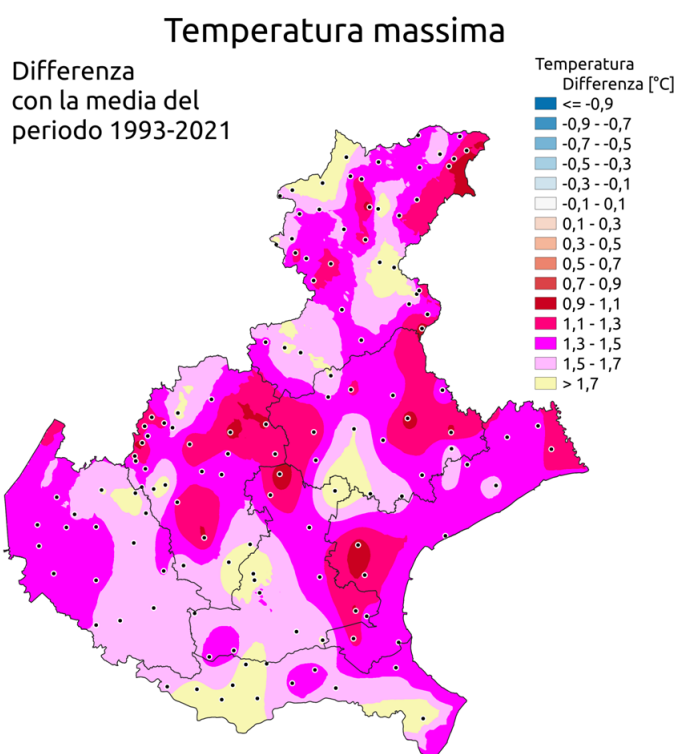 Temperatura massima
Differenza
con la media del
periodo 1993-2021
Temperatura
Differenza [°C]
<= -0,9
-0,9 - -0,7
-0,7 - -0,5
-0,5 - -0,3
-0,3 - -0,1
-0,1 - 0,1
0,1 - 0,3
0,3 - 0,5
0,5 - 0,7
0,7 - 0,9
0,9 - 1,1
1,1 - 1,3
1,3 - 1,5
1,5 - 1,7
> 1,7